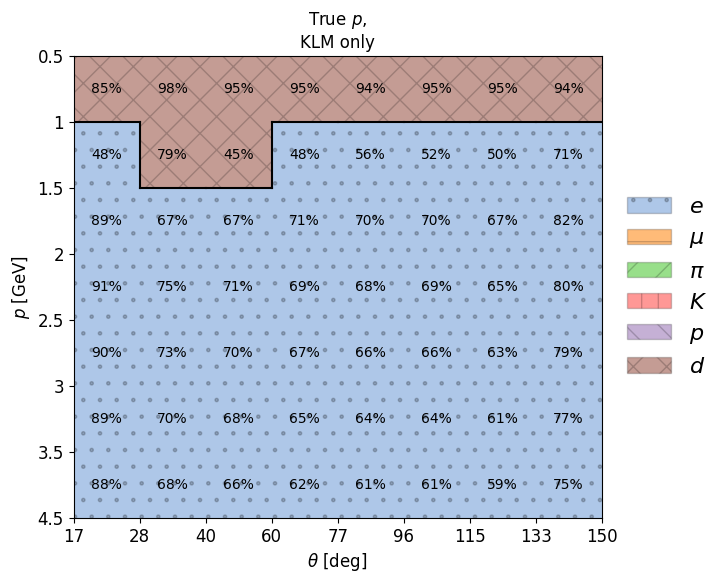 True p,
KLM only
0.5
85% 98% 95% 95% 94% 95% 95% 94%
1
48% 79% 45% 48% 56% 52% 50% 71%
1.5
89% 67% 67% 71% 70% 70% 67% 82%
2
91% 75% 71% 69% 68% 69% 65% 80%
2.5
90% 73% 70% 67% 66% 66% 63% 79%
3
89% 70% 68% 65% 64% 64% 61% 77%
3.5
88% 68% 66% 62% 61% 61% 59% 75%
4
4.5
p [GeV]
17 28 40 60 77 96 115 133 150
θ [deg]
e
μ
π
K
p
d